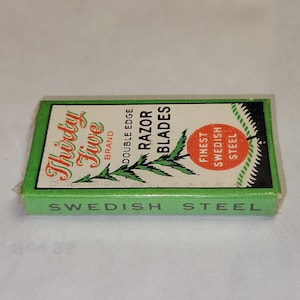 Thirty
Five
BRAND
DOUBLE EDGE
RAZOR
BLADES
FINEST
SWEDISH
STEEL
SWEDISH STEEL